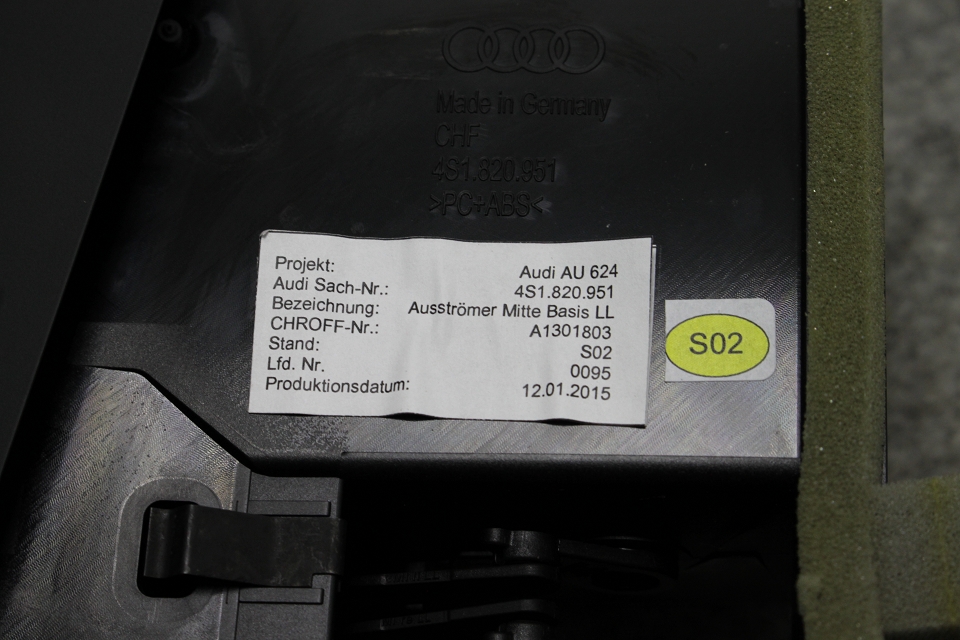 Made in Germany
CHF
4S1.820.951
>PC+ABS<
Projekt: Audi AU 624
Audi Sach-Nr.: 4S1.820.951
Bezeichnung: Ausströmer Mitte Basis LL
CHROFF-Nr.: A1301803
Stand: S02
Lfd. Nr. 0095
Produktionsdatum: 12.01.2015
S02